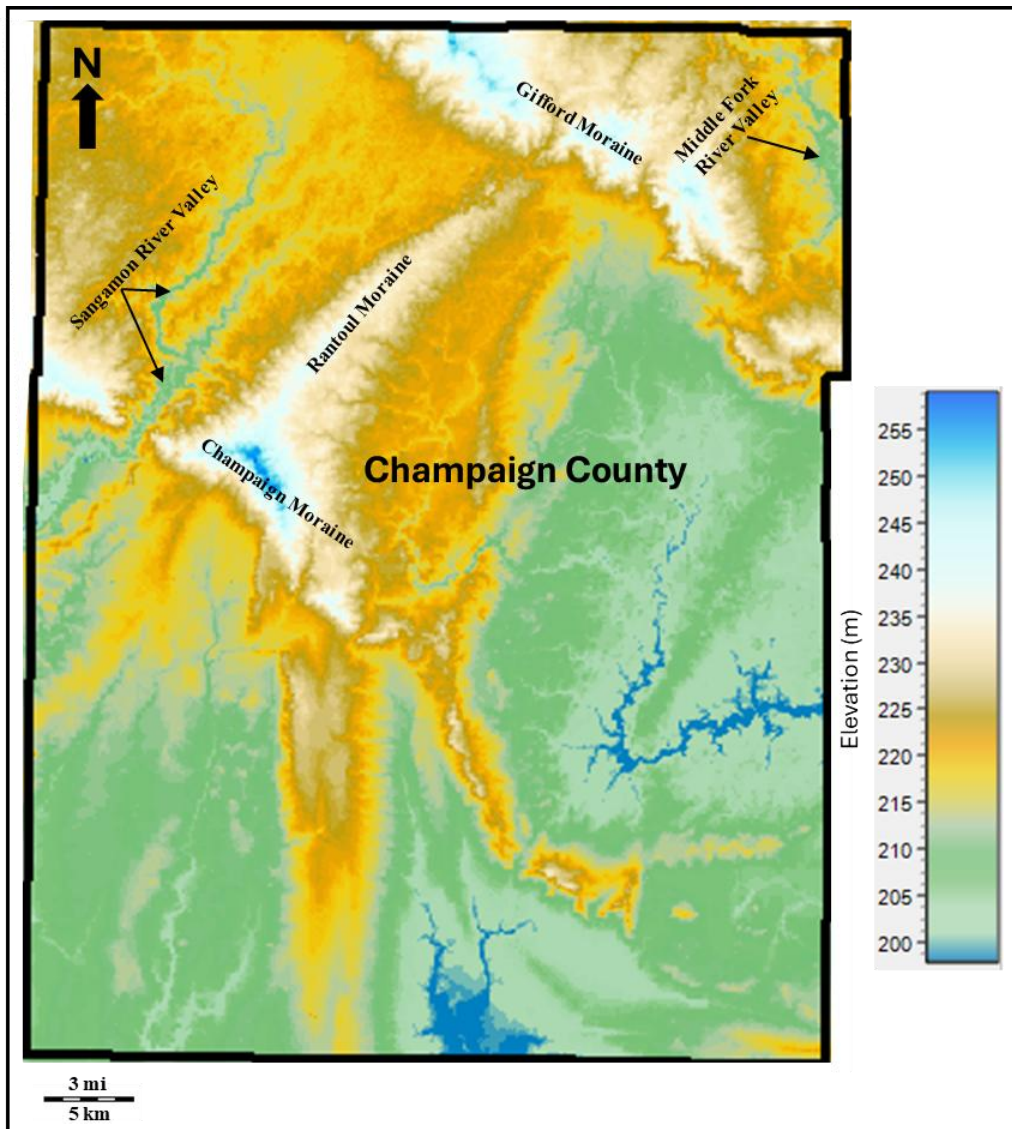 N
Gifford Moraine
Middle Fork
River Valley
Sangamon River Valley
Rantoul Moraine
Champaign Moraine
Champaign County
Elevation (m)
255
250
245
240
235
230
225
220
215
210
205
200
3 mi
5 km